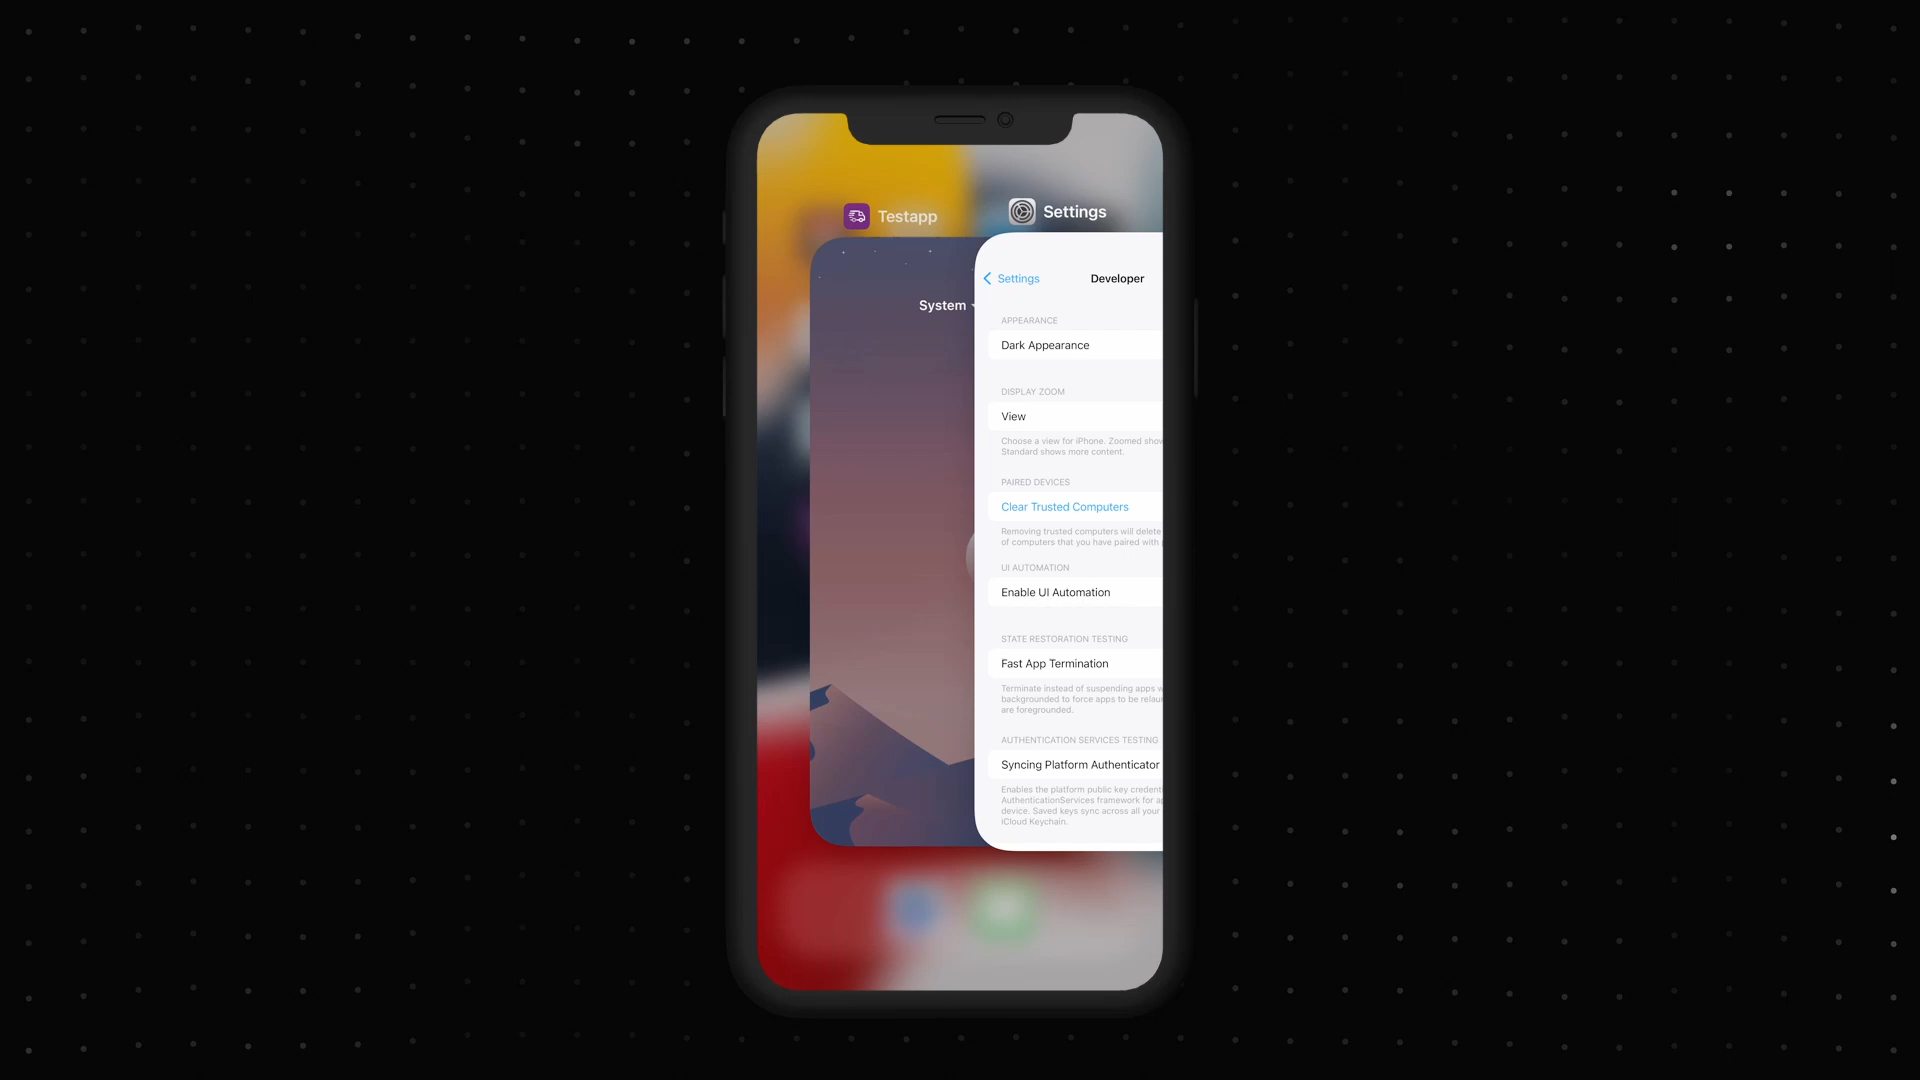 Testapp
Settings
System
Settings
Developer
APPEARANCE
Dark Appearance
DISPLAY ZOOM
View
Choose a view for iPhone. Zoomed
Standard shows more content.
PAIRED DEVICES
Clear Trusted Computers
Removing trusted computers will delete
of computers that you have paired with
UI AUTOMATION
Enable UI Automation
STATE RESTORATION TESTING
Fast App Termination
Terminate instead of suspending apps
backgrounded to force apps to be
are foregrounded.
AUTHENTICATION SERVICES TESTING
Syncing Platform Authenticator
Enables the platform public key
AuthenticationServices framework for
device. Saved keys sync across all your
iCloud Keychain.